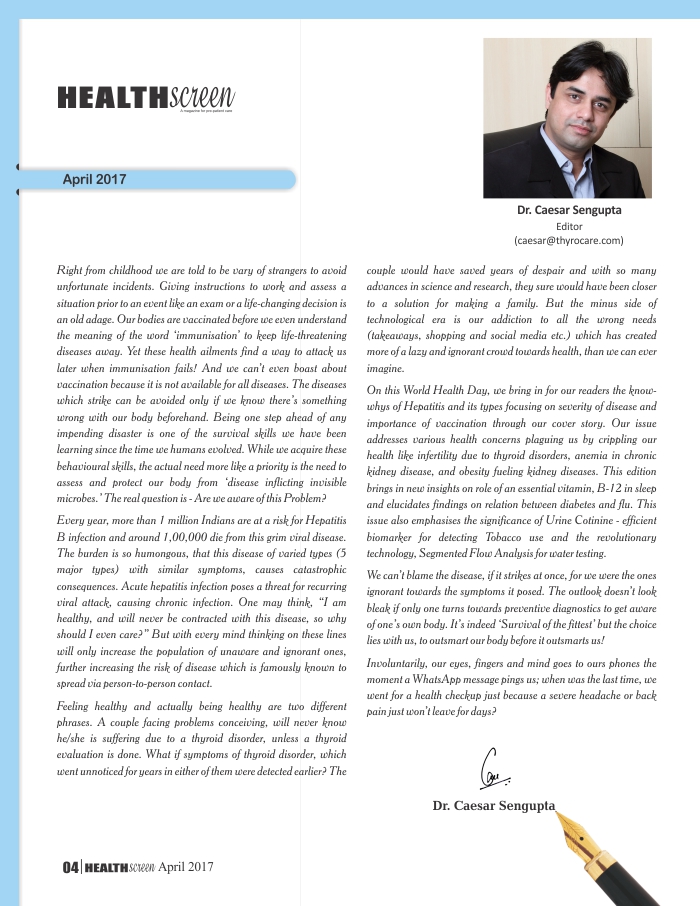 HEALTHscreen
A magazine for pre-patient care
April 2017
Dr. Caesar Sengupta
Editor
(caesar@thyrocare.com)
Right from childhood we are told to be vary of strangers to avoid
unfortunate incidents. Giving instructions to work and assess a
situation prior to an event like an exam or a life-changing decision is
an old adage. Our bodies are vaccinated before we even understand
the meaning of the word ‘immunisation’ to keep life-threatening
diseases away. Yet these health ailments find a way to attack us
later when immunisation fails! And we can’t even boast about
vaccination because it is not available for all diseases. The diseases
which strike can be avoided only if we know there’s something
wrong with our body beforehand. Being one step ahead of any
impending disaster is one of the survival skills we have been
learning since the time we humans evolved. While we acquire these
behavioural skills, the actual need more like a priority is the need to
assess and protect our body from ‘disease inflicting invisible
microbes.’ The real question is - Are we aware of this Problem?
Every year, more than 1 million Indians are at a risk for Hepatitis
B infection and around 1,00,000 die from this grim viral disease.
The burden is so humongous, that this disease of varied types (5
major types) with similar symptoms, causes catastrophic
consequences. Acute hepatitis infection poses a threat for recurring
viral attack, causing chronic infection. One may think, “I am
healthy, and will never be contracted with this disease, so why
should I even care?” But with every mind thinking on these lines
will only increase the population of unaware and ignorant ones,
further increasing the risk of disease which is famously known to
spread via person-to-person contact.
Feeling healthy and actually being healthy are two different
phrases. A couple facing problems conceiving, will never know
he/she is suffering due to a thyroid disorder, unless a thyroid
evaluation is done. What if symptoms of thyroid disorder, which
went unnoticed for years in either of them were detected earlier? The
couple would have saved years of despair and with so many
advances in science and research, they sure would have been closer
to a solution for making a family. But the minus side of
technological era is our addiction to all the wrong needs
(takeaways, shopping and social media etc.) which has created
more of a lazy and ignorant crowd towards health, than we can ever
imagine.
On this World Health Day, we bring in for our readers the know-
whys of Hepatitis and its types focusing on severity of disease and
importance of vaccination through our cover story. Our issue
addresses various health concerns plaguing us by crippling our
health like infertility due to thyroid disorders, anemia in chronic
kidney disease, and obesity fueling kidney diseases. This edition
brings in new insights on role of an essential vitamin, B-12 in sleep
and elucidates findings on relation between diabetes and flu. This
issue also emphasises the significance of Urine Cotinine - efficient
biomarker for detecting Tobacco use and the revolutionary
technology, Segmented Flow Analysis for water testing.
We can’t blame the disease, if it strikes at once, for we were the ones
ignorant towards the symptoms it posed. The outlook doesn’t look
bleak if only one turns towards preventive diagnostics to get aware
of one’s own body. It’s indeed ‘Survival of the fittest’ but the choice
lies with us, to outsmart our body before it outsmarts us!
Involuntarily, our eyes, fingers and mind goes to ours phones the
moment a WhatsApp message pings us; when was the last time, we
went for a health checkup just because a severe headache or back
pain just won’t leave for days?
Dr. Caesar Sengupta
04 HEALTHscreen April 2017